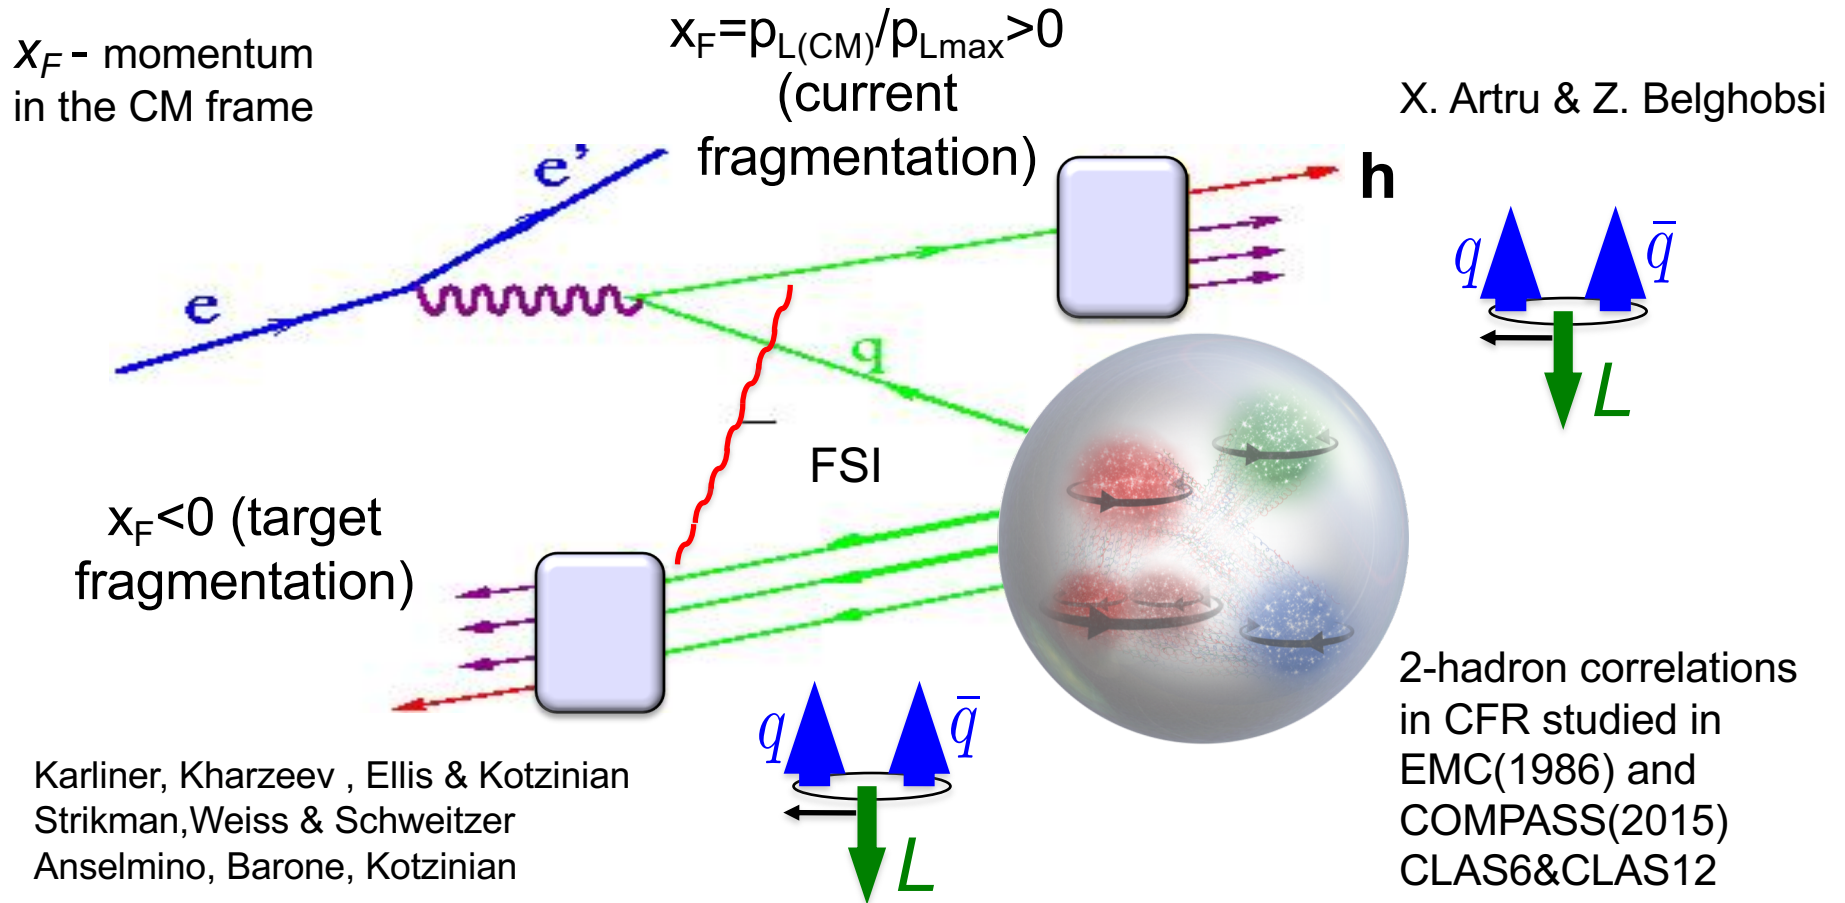 x_F - momentum
in the CM frame
x_F=p_L(CM)/p_Lmax>0
(current
fragmentation)
X. Artru & Z. Belghobsi
e'
e
h
q q̄
L
q
FSI
x_F<0 (target
fragmentation)
q q̄
L
Karliner, Kharzeev , Ellis & Kotzinian
Strikman,Weiss & Schweitzer
Anselmino, Barone, Kotzinian
2-hadron correlations
in CFR studied in
EMC(1986) and
COMPASS(2015)
CLAS6&CLAS12